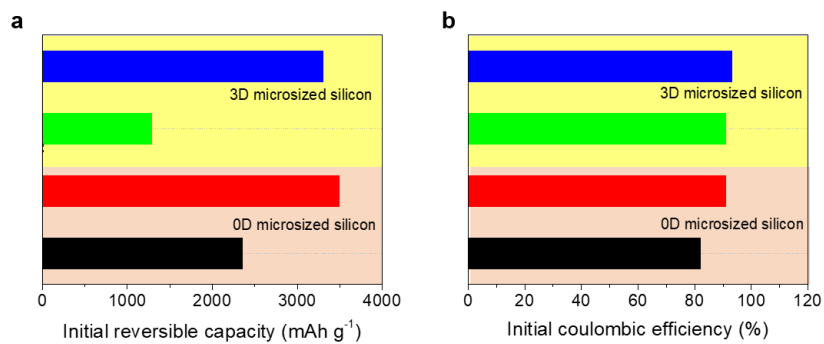 a
3D microsized silicon
0D microsized silicon
0 1000 2000 3000 4000
Initial reversible capacity (mAh g⁻¹)
b
3D microsized silicon
0D microsized silicon
0 20 40 60 80 100 120
Initial coulombic efficiency (%)